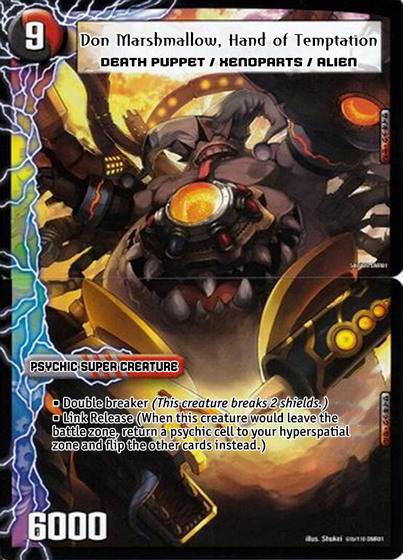 9
Don Marshmallow, Hand of Temptation
DEATH PUPPET / XENOPARTS / ALIEN
PSYCHIC SUPER CREATURE
▪ Double breaker (This creature breaks 2 shields.)
▪ Link Release (When this creature would leave the
battle zone, return a psychic cell to your hyperspatial
zone and flip the other cards instead.)
6000
illus. Shukei